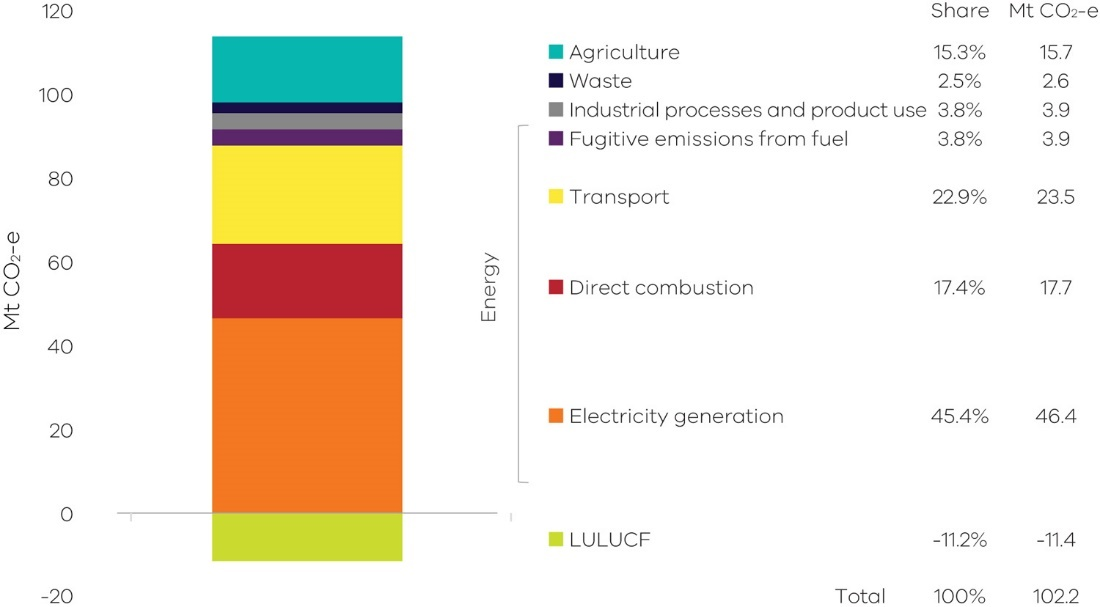 Share Mt CO₂-e
120
Agriculture 15.3% 15.7
Waste 2.5% 2.6
100
Industrial processes and product use 3.8% 3.9
Fugitive emissions from fuel 3.8% 3.9
80
Transport 22.9% 23.5
60
Mt CO₂-e
Energy
Direct combustion 17.4% 17.7
40
Electricity generation 45.4% 46.4
20
0
LULUCF -11.2% -11.4
-20
Total 100% 102.2